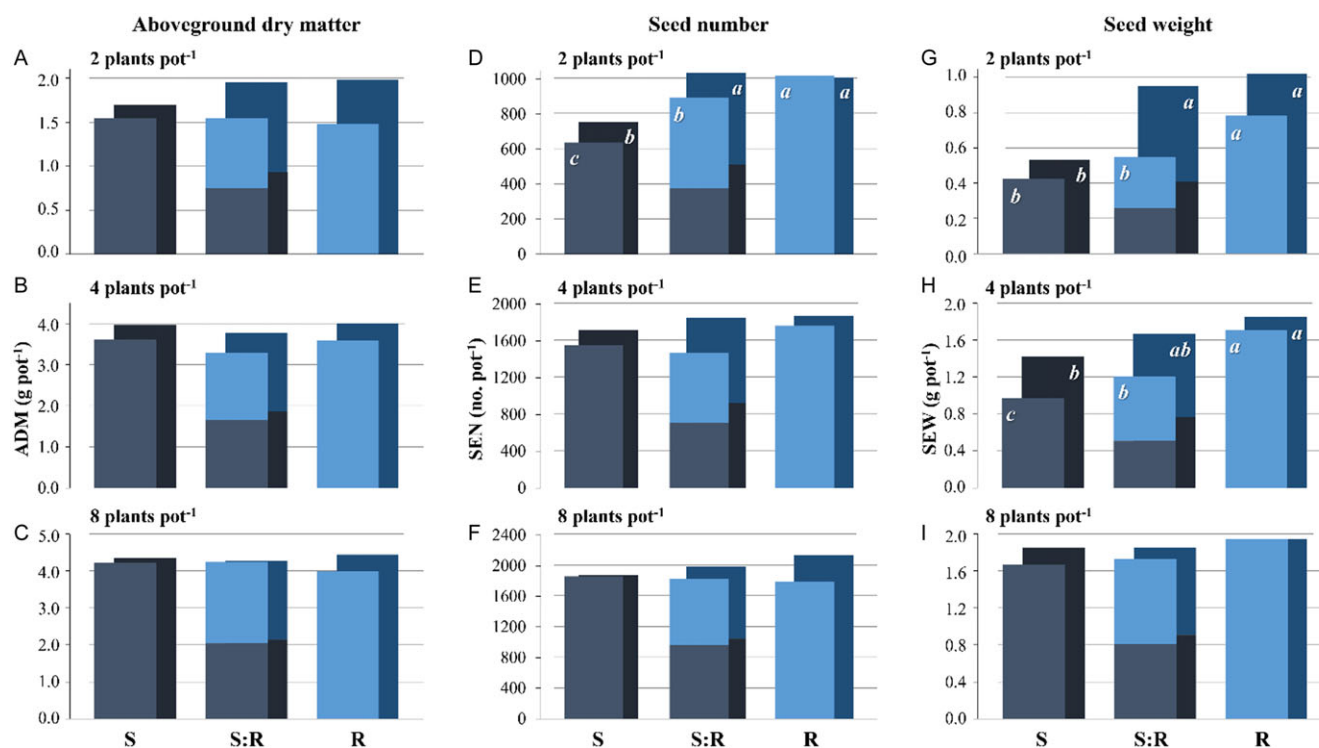 Aboveground dry matter
Seed number
Seed weight
A
2 plants pot-1
2.0
1.5
1.0
0.5
0.0
D
2 plants pot-1
1000
800
600
400
200
0
c
b
b
a
a
a
G
2 plants pot-1
1.0
0.8
0.6
0.4
0.2
0.0
b
b
b
a
a
a
B
4 plants pot-1
4.0
3.0
2.0
1.0
0.0
ADM (g pot-1)
E
4 plants pot-1
2000
1600
1200
800
400
0
SEN (no. pot-1)
H
4 plants pot-1
2.0
1.6
1.2
0.8
0.4
0.0
SEW (g pot-1)
c
b
b
ab
a
a
C
8 plants pot-1
5.0
4.0
3.0
2.0
1.0
0.0
F
8 plants pot-1
2400
2000
1600
1200
800
400
0
I
8 plants pot-1
2.0
1.6
1.2
0.8
0.4
0.0
S
S:R
R
S
S:R
R
S
S:R
R